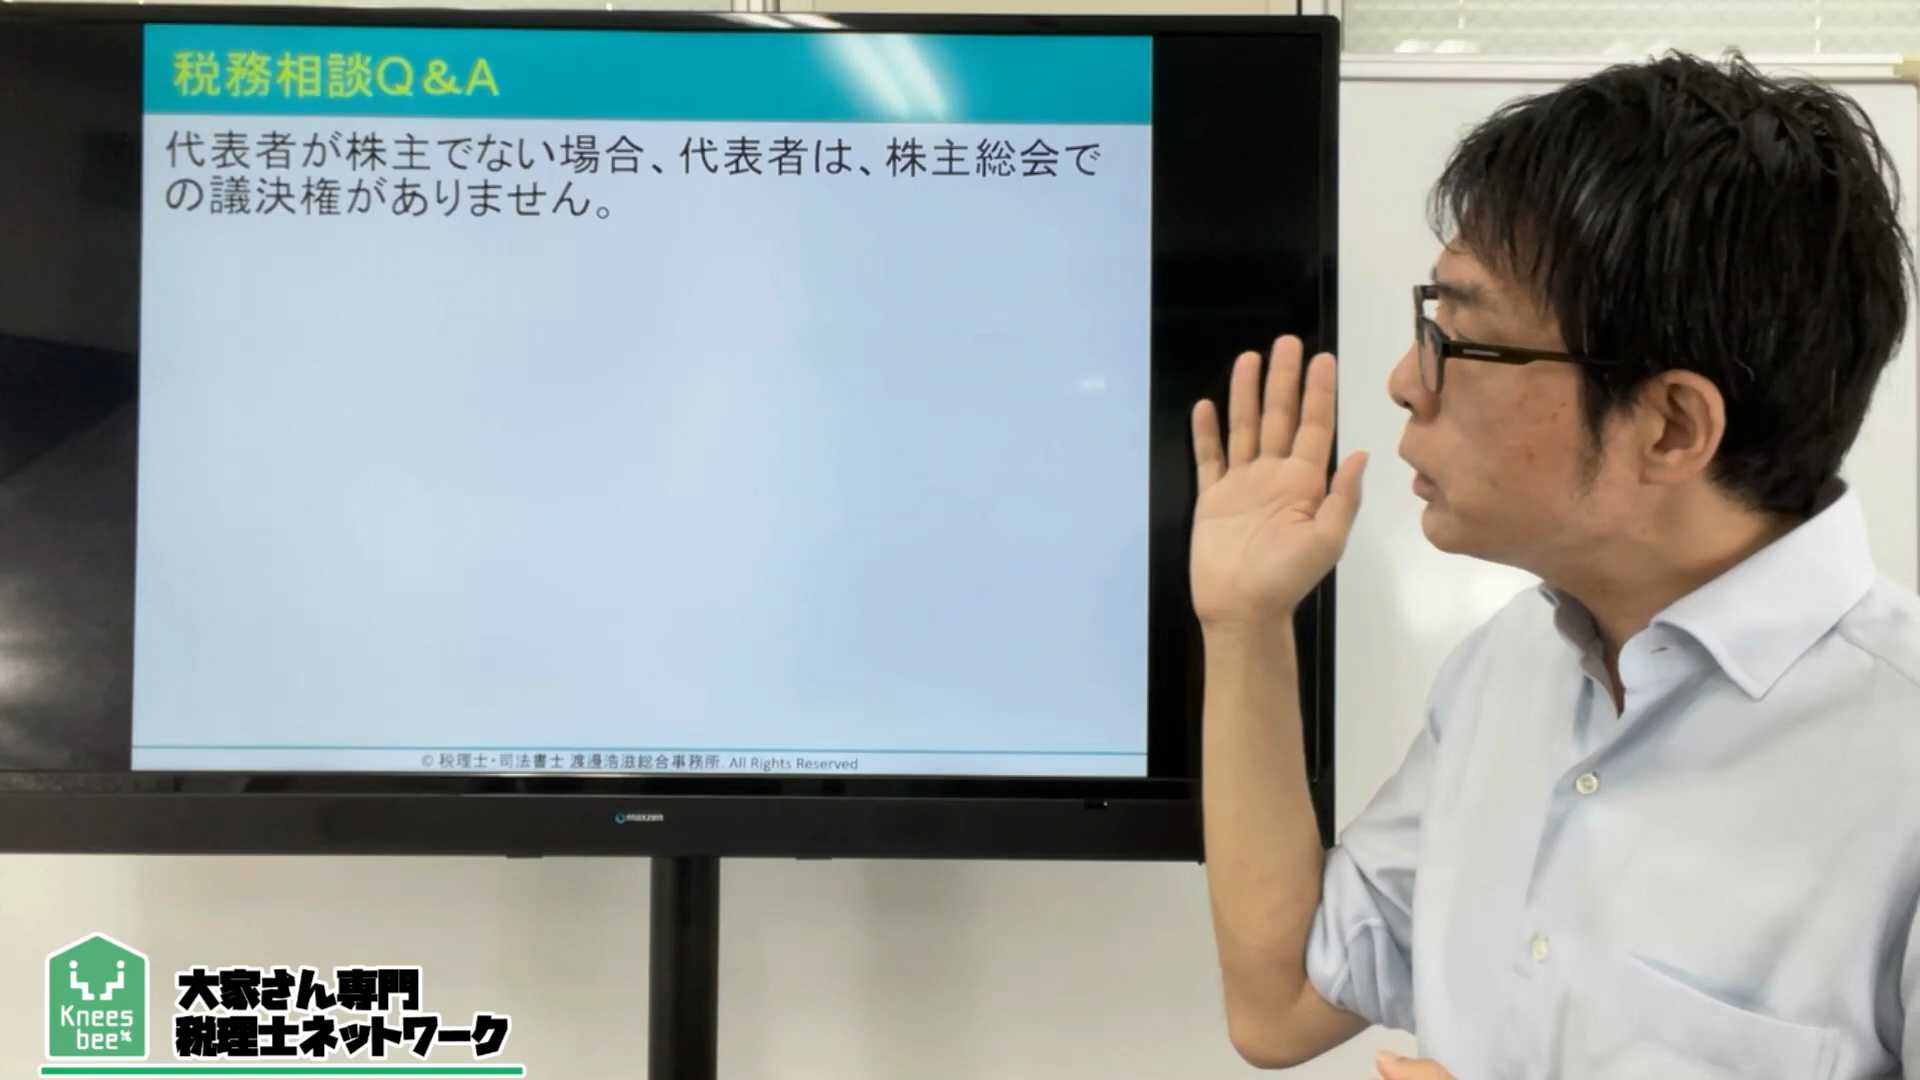 税務相談Q&A
代表者が株主でない場合、代表者は、株主総会で
の議決権がありません。
© 税理士・司法書士 渡邊浩滋総合事務所. All Rights Reserved
maxzen
Knees
bee
大家さん専門
税理士ネットワーク